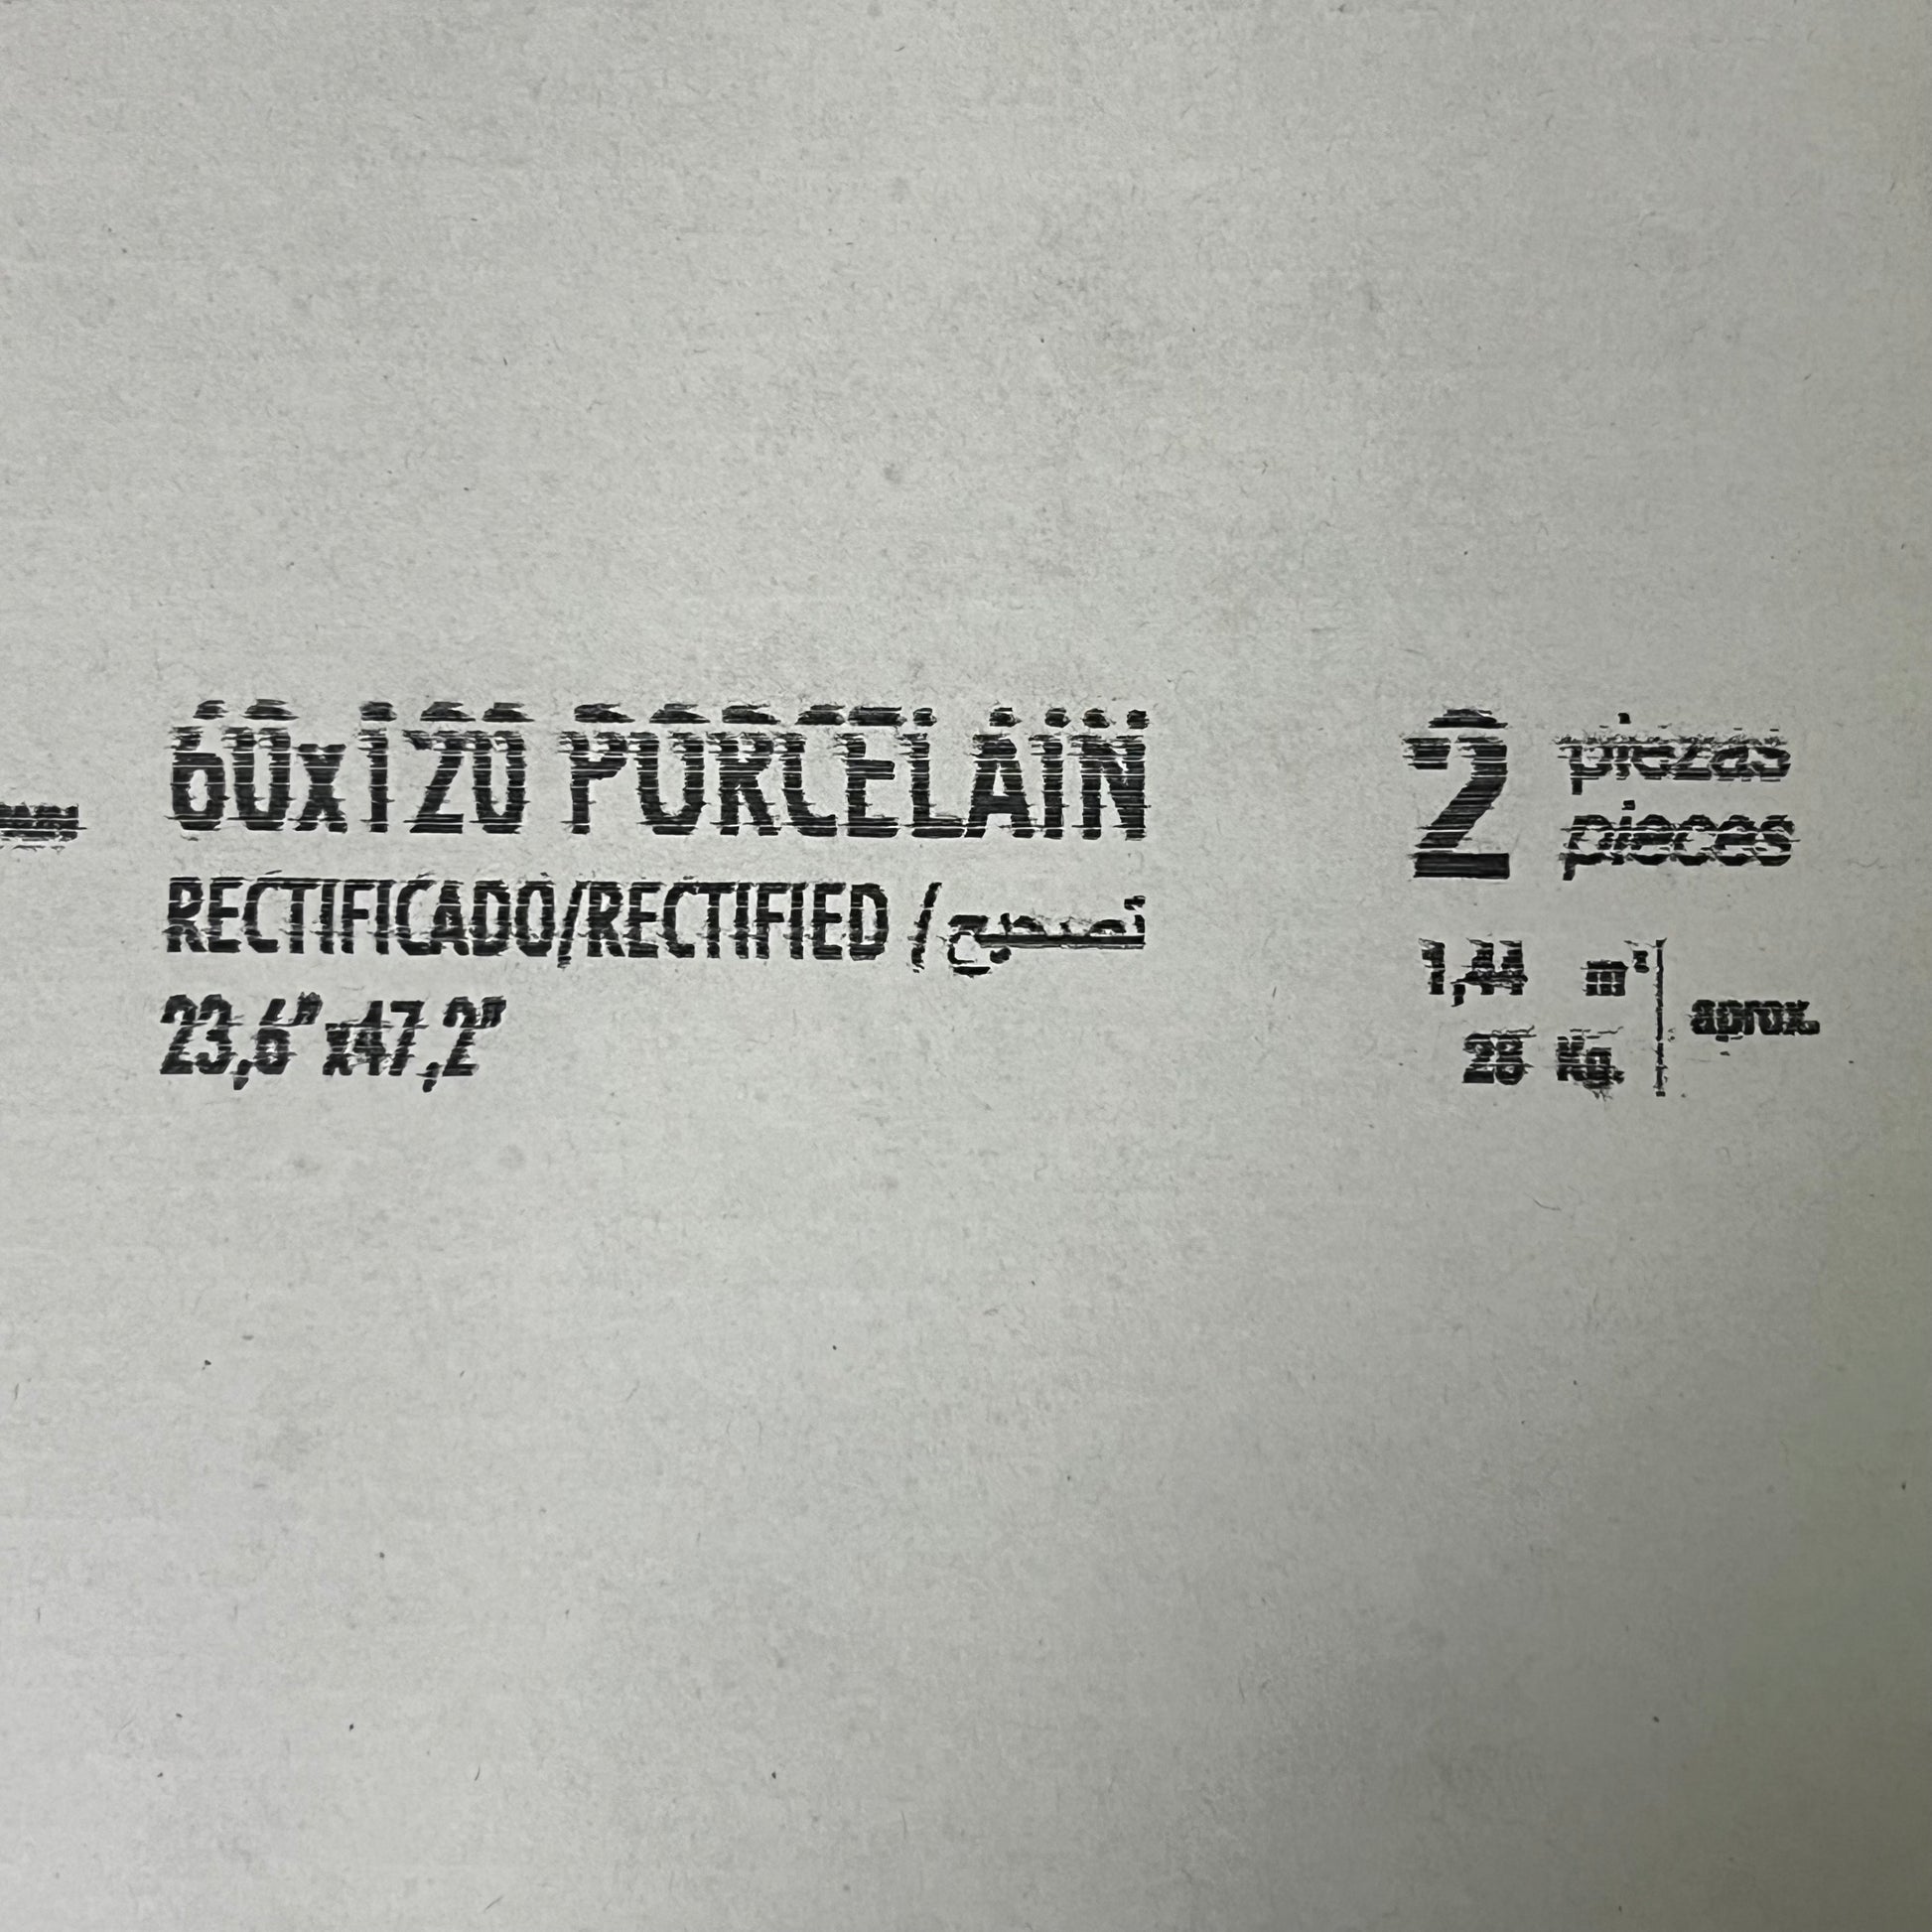 60x120 PORCELAIN
RECTIFICADO/RECTIFIED / تصحيح
23,6"x47,2"
2 piezas
pieces
1,44 m²
28 Kg.
aprox.